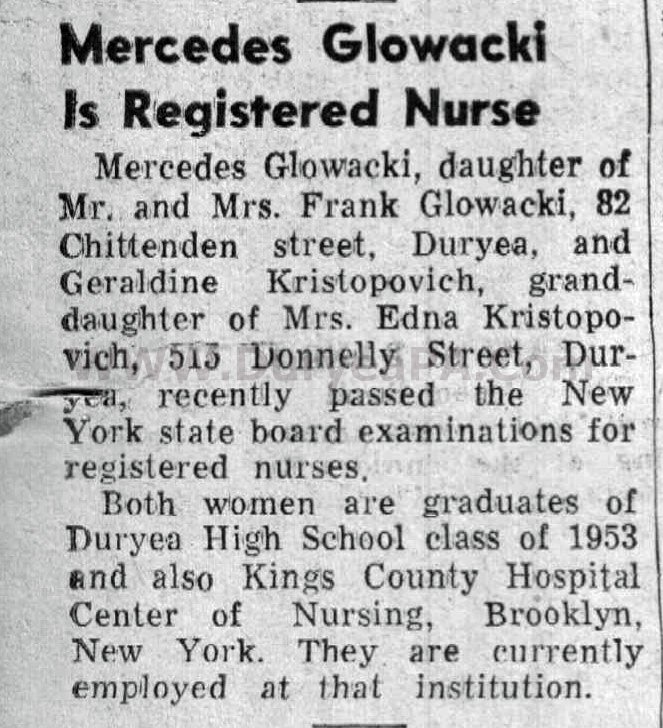 Mercedes Glowacki
Is Registered Nurse
Mercedes Glowacki, daughter of
Mr. and Mrs. Frank Glowacki, 82
Chittenden street, Duryea, and
Geraldine Kristopovich, grand-
daughter of Mrs. Edna Kristopo-
vich, 515 Donnelly Street, Dur-
yea, recently passed the New
York state board examinations for
registered nurses.
Both women are graduates of
Duryea High School class of 1953
and also Kings County Hospital
Center of Nursing, Brooklyn,
New York. They are currently
employed at that institution.
www.DuryeaPA.com